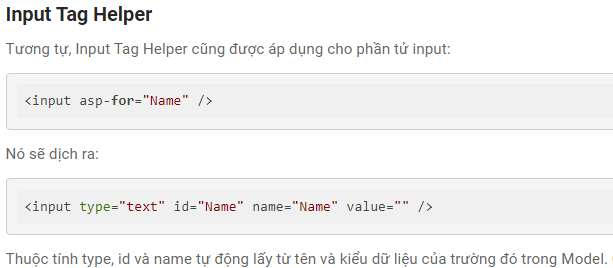 Input Tag Helper
Tương tự, Input Tag Helper cũng được áp dụng cho phần tử input:
<input asp-for="Name" />
Nó sẽ dịch ra:
<input type="text" id="Name" name="Name" value="" />
Thuộc tính type, id và name tự động lấy từ tên và kiểu dữ liệu của trường đó trong Model.